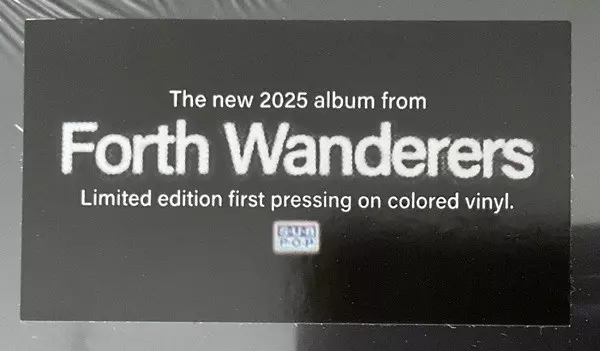 The new 2025 album from
Forth Wanderers
Limited edition first pressing on colored vinyl.
SUB
POP